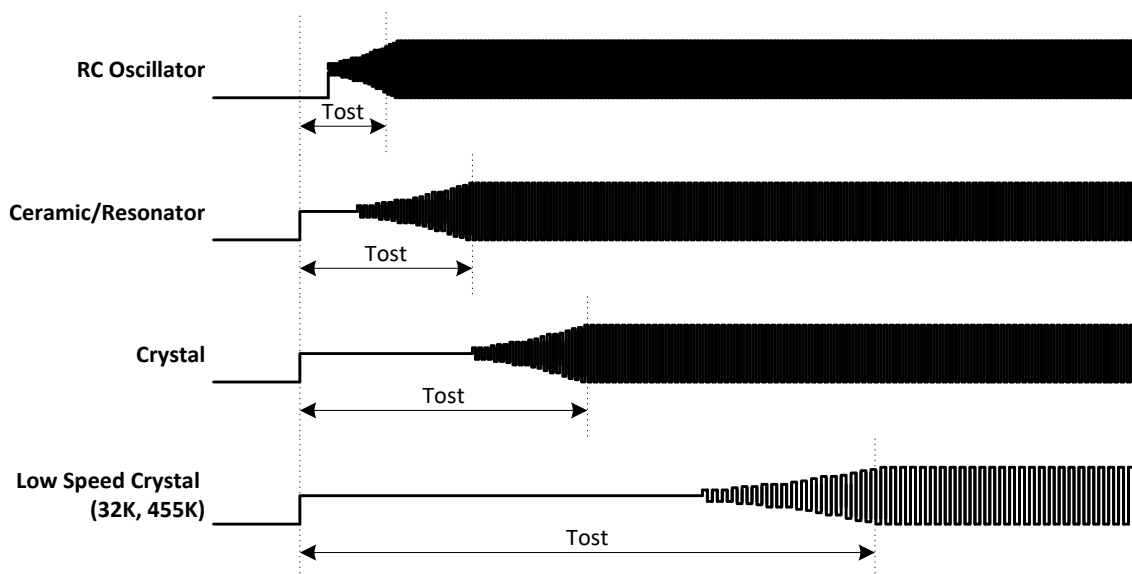 RC Oscillator
Tost
Ceramic/Resonator
Tost
Crystal
Tost
Low Speed Crystal
(32K, 455K)
Tost